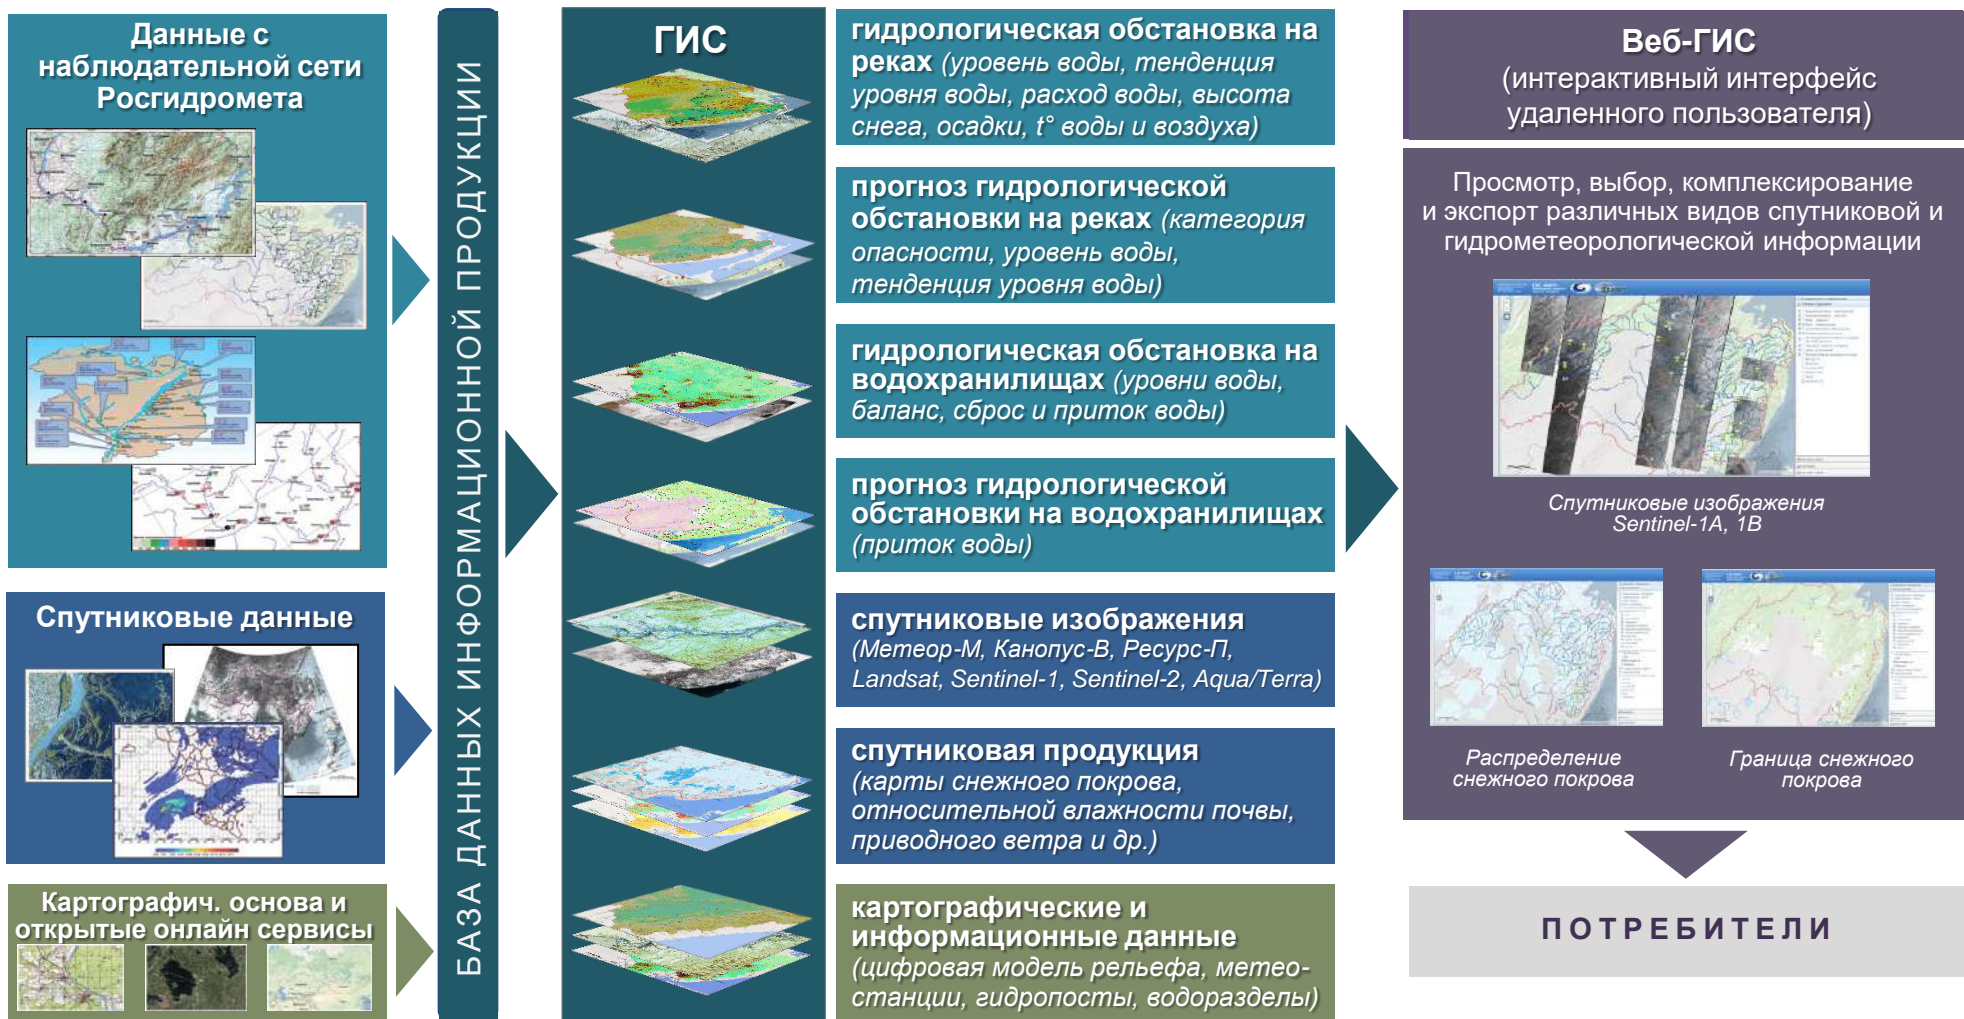 Данные с
наблюдательной сети
Росгидромета
Спутниковые данные
Картографич. основа и
открытые онлайн сервисы
БАЗА ДАННЫХ ИНФОРМАЦИОННОЙ ПРОДУКЦИИ
ГИС
гидрологическая обстановка на
реках (уровень воды, тенденция
уровня воды, расход воды, высота
снега, осадки, t° воды и воздуха)
прогноз гидрологической
обстановки на реках (категория
опасности, уровень воды,
тенденция уровня воды)
гидрологическая обстановка на
водохранилищах (уровни воды,
баланс, сброс и приток воды)
прогноз гидрологической
обстановки на водохранилищах
(приток воды)
спутниковые изображения
(Метеор-М, Канопус-В, Ресурс-П,
Landsat, Sentinel-1, Sentinel-2, Aqua/Terra)
спутниковая продукция
(карты снежного покрова,
относительной влажности почвы,
приводного ветра и др.)
картографические и
информационные данные
(цифровая модель рельефа, метео-
станции, гидропосты, водоразделы)
Веб-ГИС
(интерактивный интерфейс
удаленного пользователя)
Просмотр, выбор, комплексирование
и экспорт различных видов спутниковой и
гидрометеорологической информации
Спутниковые изображения
Sentinel-1A, 1B
Распределение
снежного покрова
Граница снежного
покрова
ПОТРЕБИТЕЛИ